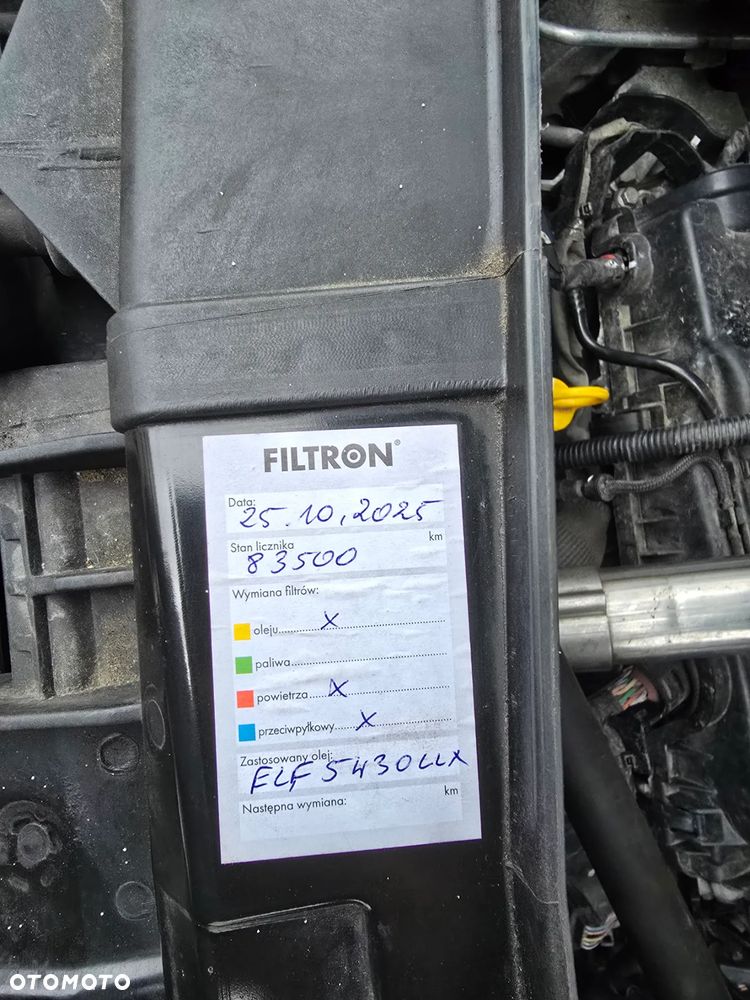 FILTRON®
Data: 25.10.2025
Stan licznika 83500 km
Wymiana filtrów:
oleju........x........
paliwa................
powietrza....x........
przeciwpyłkowy....x........
Zastosowany olej:
ELF 5430LLX
Następna wymiana: km
OTOMOTO